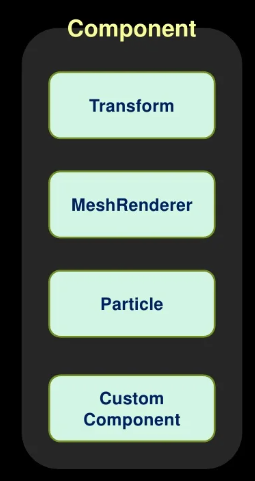 Component
Transform
MeshRenderer
Particle
Custom
Component